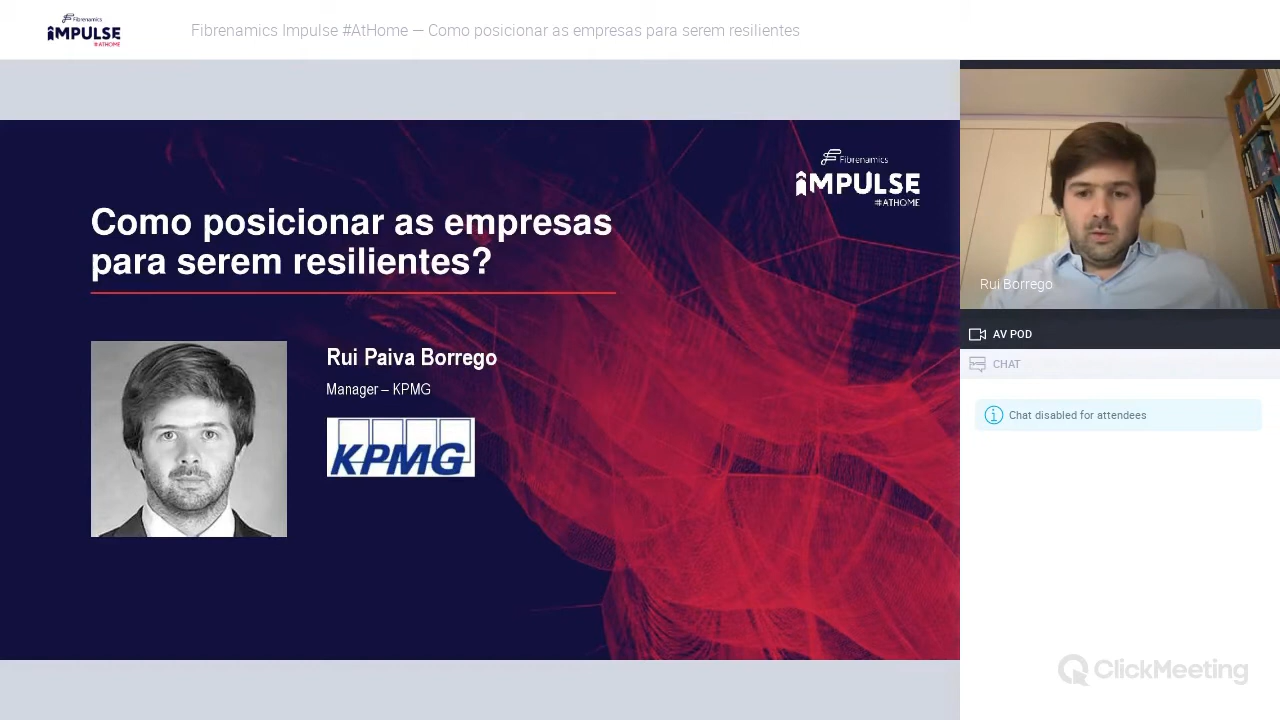 Fibrenamics
IMPULSE
#ATHOME
Fibrenamics Impulse #AtHome — Como posicionar as empresas para serem resilientes
Fibrenamics
IMPULSE
#ATHOME
Como posicionar as empresas
para serem resilientes?
Rui Paiva Borrego
Manager – KPMG
KPMG
Rui Borrego
AV POD
CHAT
Chat disabled for attendees
ClickMeeting